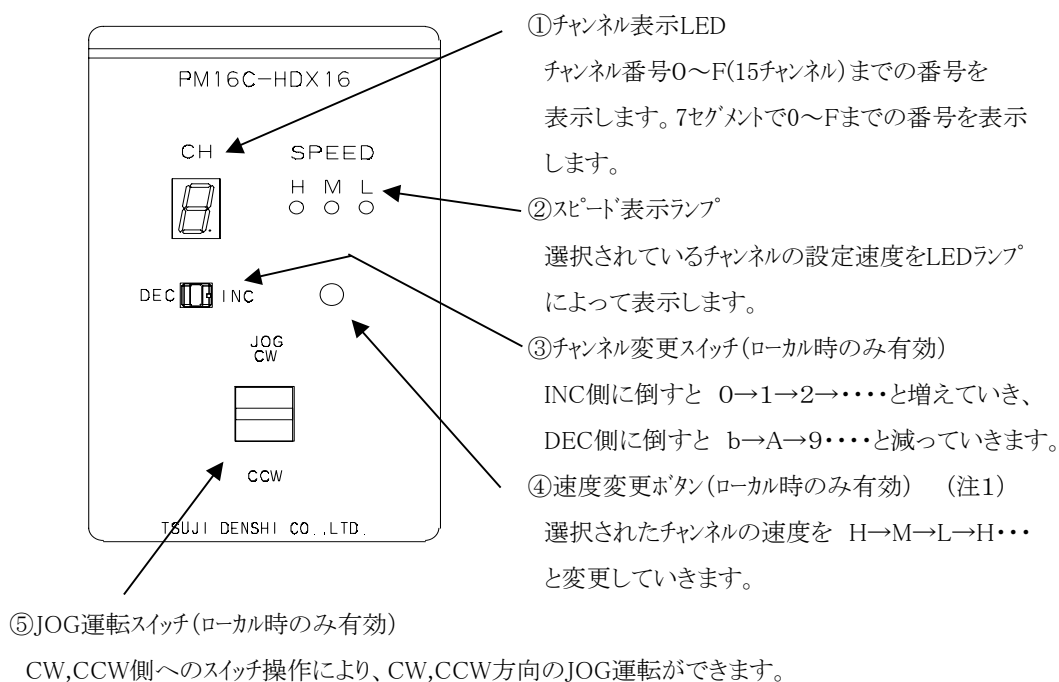 PM16C-HDX16
CH
SPEED
H M L
DEC INC
JOG
CW
CCW
TSUJI DENSHI CO.,LTD.
①ﾁｬﾝﾈﾙ表示LED
ﾁｬﾝﾈﾙ番号0～F(15ﾁｬﾝﾈﾙ)までの番号を
表示します。7ｾｸﾞﾒﾝﾄで0～Fまでの番号を表示
します。
②ｽﾋﾟｰﾄﾞ表示ﾗﾝﾌﾟ
選択されているﾁｬﾝﾈﾙの設定速度をLEDﾗﾝﾌﾟ
によって表示します。
③ﾁｬﾝﾈﾙ変更ｽｲｯﾁ(ﾛｰｶﾙ時のみ有効)
INC側に倒すと 0→1→2→････と増えていき、
DEC側に倒すと b→A→9････と減っていきます。
④速度変更ﾎﾞﾀﾝ(ﾛｰｶﾙ時のみ有効) (注1)
選択されたﾁｬﾝﾈﾙの速度を H→M→L→H･･･
と変更していきます。
⑤JOG運転ｽｲｯﾁ(ﾛｰｶﾙ時のみ有効)
CW,CCW側へのｽｲｯﾁ操作により、CW,CCW方向のJOG運転ができます。